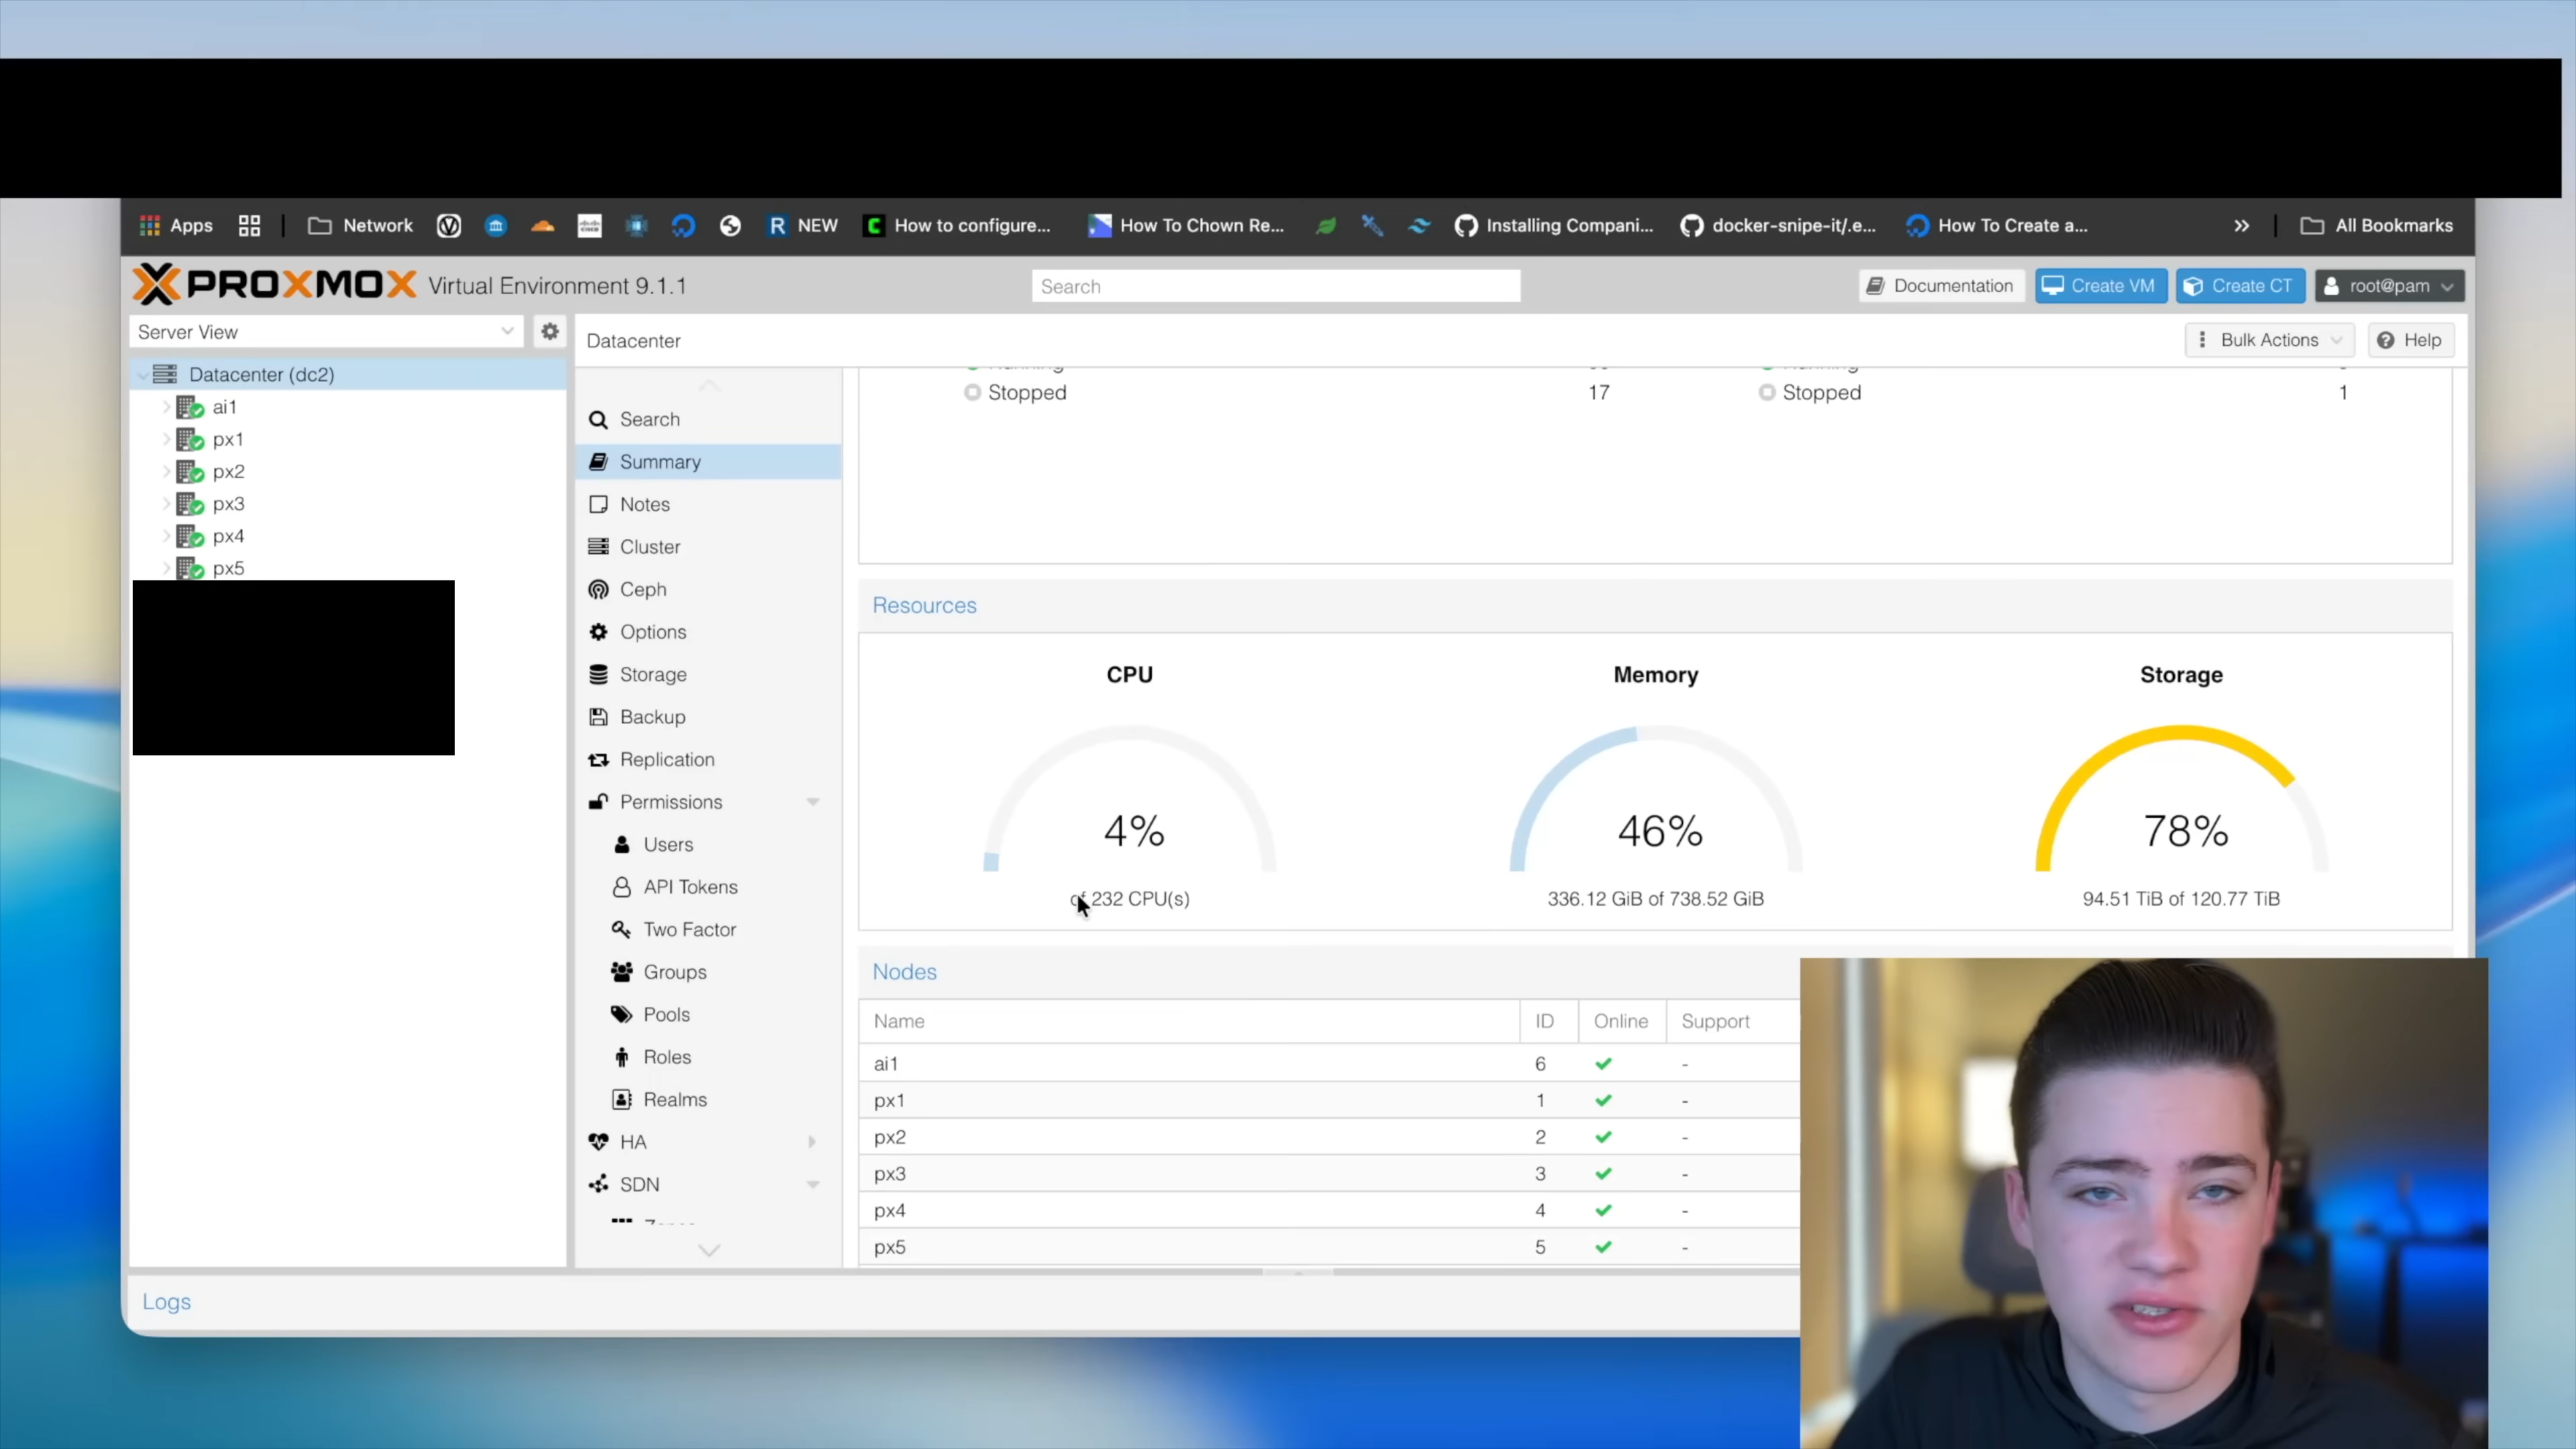 Apps Network NEW How to configure... How To Chown Re... Installing Compani... docker-snipe-it/.e... How To Create a... All Bookmarks
PROXMOX Virtual Environment 9.1.1 Search Documentation Create VM Create CT root@pam
Server View Datacenter Bulk Actions Help
Datacenter (dc2)
ai1
px1
px2
px3
px4
px5
Search
Summary
Notes
Cluster
Ceph
Options
Storage
Backup
Replication
Permissions
Users
API Tokens
Two Factor
Groups
Pools
Roles
Realms
HA
SDN
Stopped 17 Stopped 1
Resources
CPU Memory Storage
4% 46% 78%
of 232 CPU(s) 336.12 GiB of 738.52 GiB 94.51 TiB of 120.77 TiB
Nodes
Name ID Online Support
ai1 6 -
px1 1 -
px2 2 -
px3 3 -
px4 4 -
px5 5 -
Logs